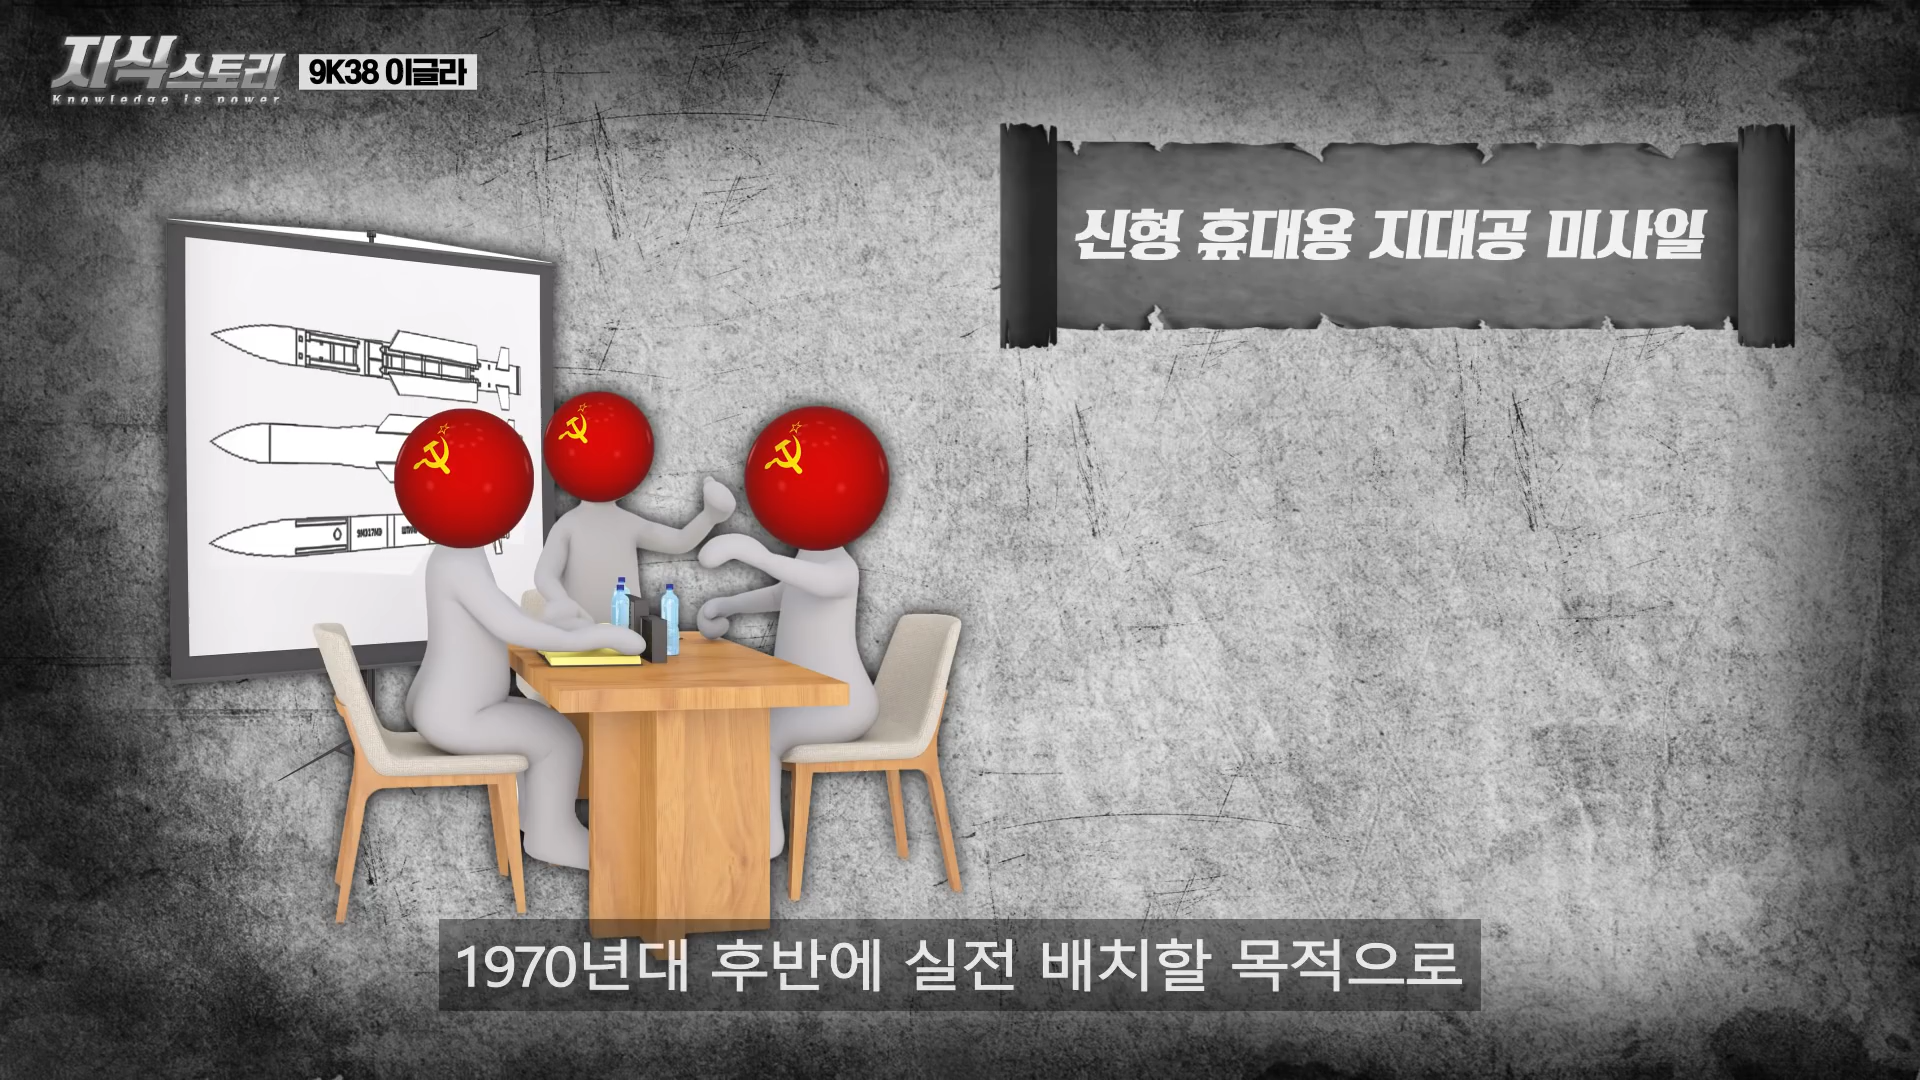 지식스토리
Knowledge is power
9K38 이글라
신형 휴대용 지대공 미사일
9M317M9
1970년대 후반에 실전 배치할 목적으로